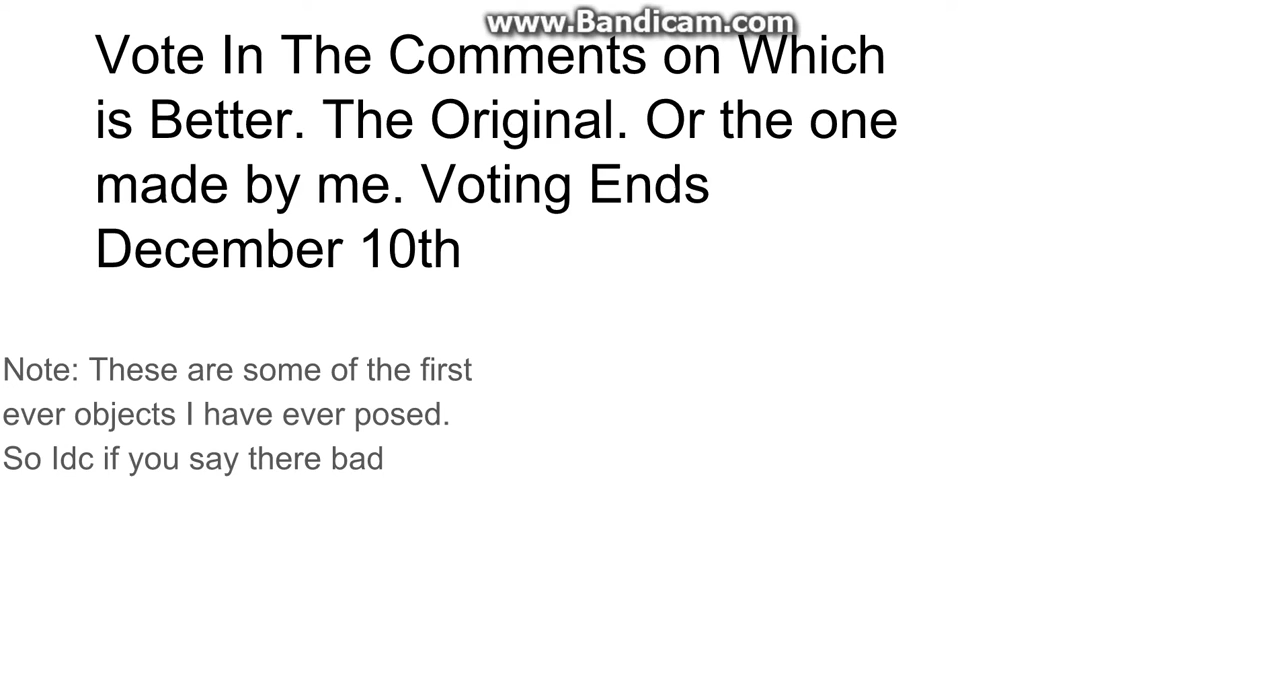 www.Bandicam.com
Vote In The Comments on Which
is Better. The Original. Or the one
made by me. Voting Ends
December 10th
Note: These are some of the first
ever objects I have ever posed.
So Idc if you say there bad